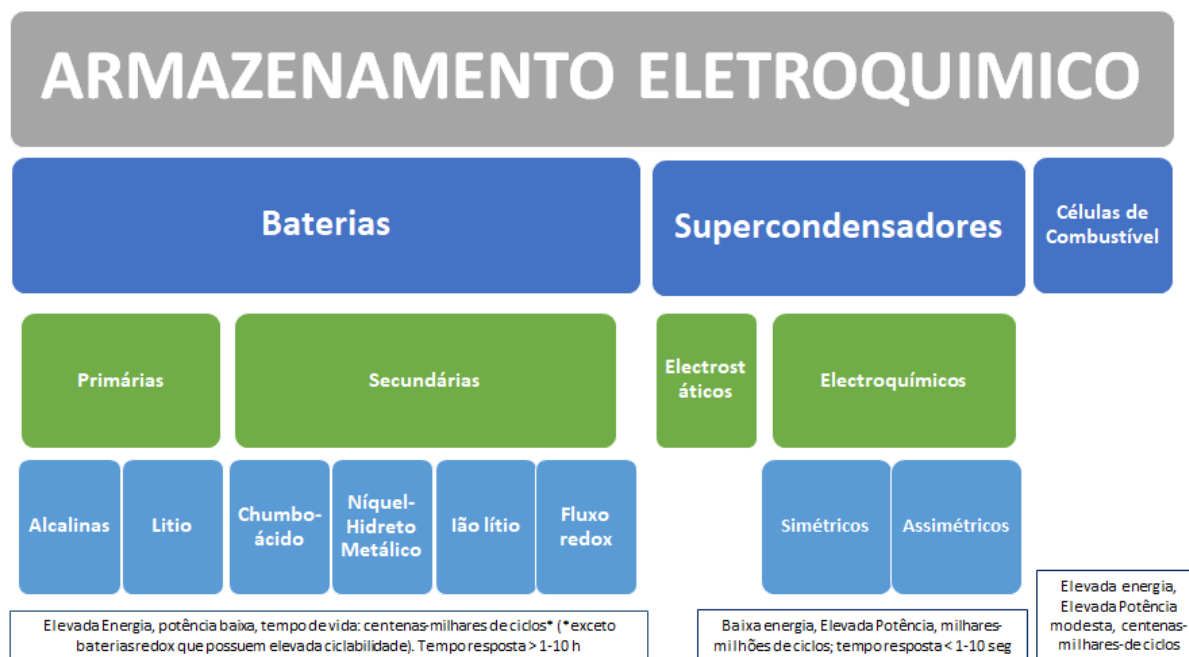 ARMAZENAMENTO ELETROQUIMICO
Baterias
Supercondensadores
Células de
Combustível
Primárias
Secundárias
Electrost
áticos
Electroquímicos
Alcalinas
Litio
Chumbo-
ácido
Níquel-
Hidreto
Metálico
Ião lítio
Fluxo
redox
Simétricos
Assimétricos
Elevada Energia, potência baixa, tempo de vida: centenas-milhares de ciclos* (*exceto
baterias redox que possuem elevada ciclabilidade). Tempo resposta > 1-10 h
Baixa energia, Elevada Potência, milhares-
milhões de ciclos; tempo resposta < 1-10 seg
Elevada energia,
Elevada Potência
modesta, centenas-
milhares-de ciclos